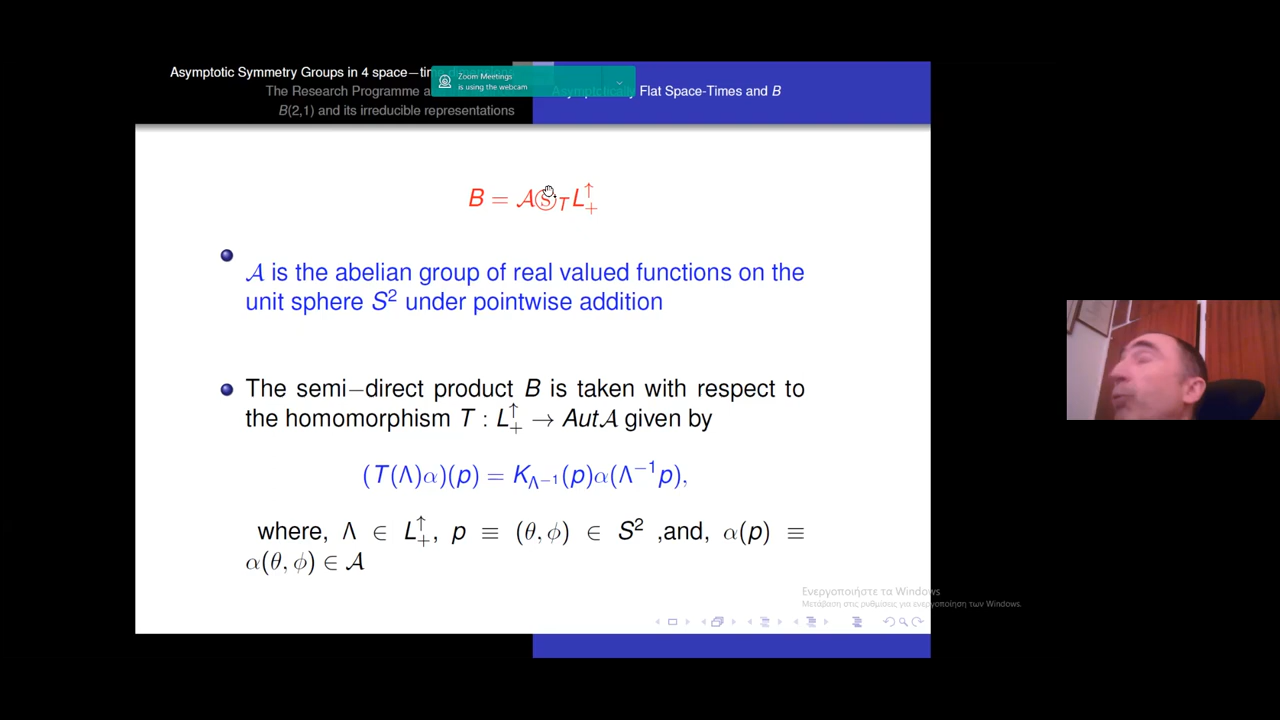 Asymptotic Symmetry Groups in 4 space−tim
The Research Programme a
B(2,1) and its irreducible representations
Zoom Meetings
is using the webcam
Asymptotically Flat Space-Times and B
B = 𝒜Ⓢ_T L₊^↑
𝒜 is the abelian group of real valued functions on the
unit sphere S² under pointwise addition
The semi−direct product B is taken with respect to
the homomorphism T : L₊^↑ → Aut𝒜 given by
(T(Λ)α)(p) = K_{Λ⁻¹}(p)α(Λ⁻¹p),
where, Λ ∈ L₊^↑, p ≡ (θ, ϕ) ∈ S² ,and, α(p) ≡
α(θ, ϕ) ∈ 𝒜
Ενεργοποιήστε τα Windows
Μετάβαση στις ρυθμίσεις για ενεργοποίηση των Windows.